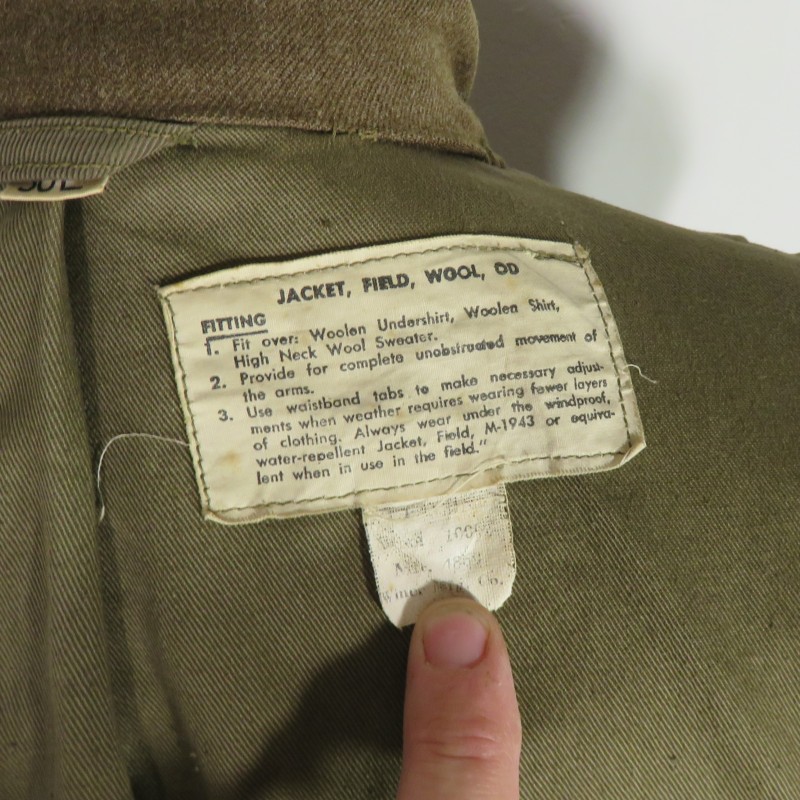 JACKET, FIELD, WOOL, OD
FITTING
1. Fit over: Woolen Undershirt, Woolen Shirt,
High Neck Wool Sweater.
2. Provide for complete unobstructed movement of
the arms.
3. Use waistband tabs to make necessary adjust-
ments when weather requires wearing fewer layers
of clothing. Always wear under the windproof,
water-repellent Jacket, Field, M-1943 or equiva-
lent when in use in the field."
Mfg. Co.